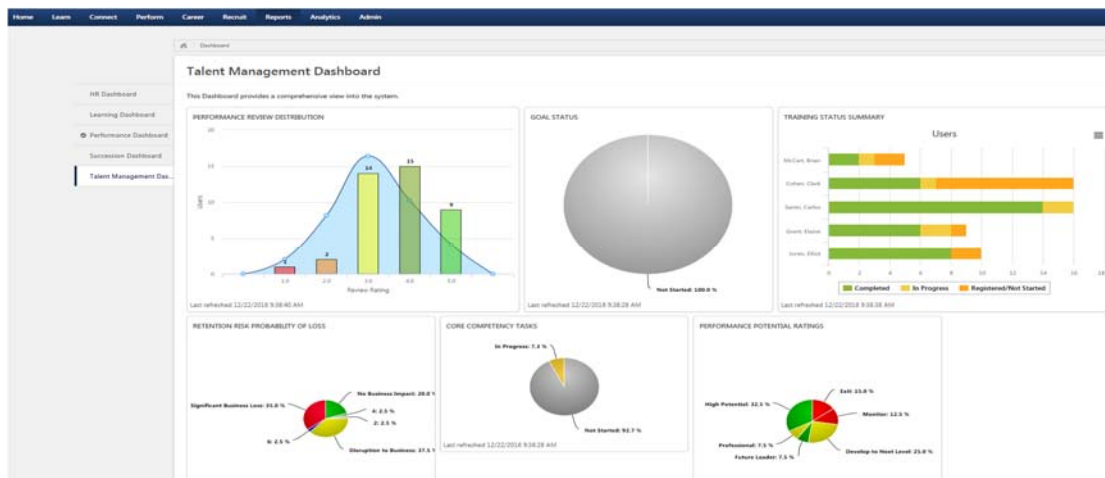 Home Learn Connect Perform Career Recruit Reports Analytics Admin
Dashboard
Talent Management Dashboard
This Dashboard provides a comprehensive view into the system.
HR Dashboard
Learning Dashboard
Performance Dashboard
Succession Dashboard
Talent Management Das...
PERFORMANCE REVIEW DISTRIBUTION
20
15
10
5
0
Users
1
2
14
15
9
1.0 2.0 3.0 4.0 5.0
Review Rating
Last refreshed 12/22/2016 9:38:40 AM
GOAL STATUS
Not Started: 100.0 %
Last refreshed 12/22/2016 9:38:28 AM
TRAINING STATUS SUMMARY
Users
McCart, Brian
Cohen, Clark
Santo, Carlos
Grant, Elaine
Jones, Elliot
0 2 4 6 8 10 12 14 16 18
Completed In Progress Registered/Not Started
Last refreshed 12/22/2016 9:38:38 AM
RETENTION RISK PROBABILITY OF LOSS
No Business Impact: 20.0 %
Significant Business Loss: 35.0 %
4: 2.5 %
2: 2.5 %
Disruption to Business: 37.5 %
CORE COMPETENCY TASKS
In Progress: 7.3 %
Not Started: 92.7 %
Last refreshed 12/22/2016 9:38:28 AM
PERFORMANCE POTENTIAL RATINGS
Exit: 15.0 %
High Potential: 32.5 %
Monitor: 12.5 %
Professional: 7.5 %
Develop to Next Level: 25.0 %
Future Leader: 7.5 %